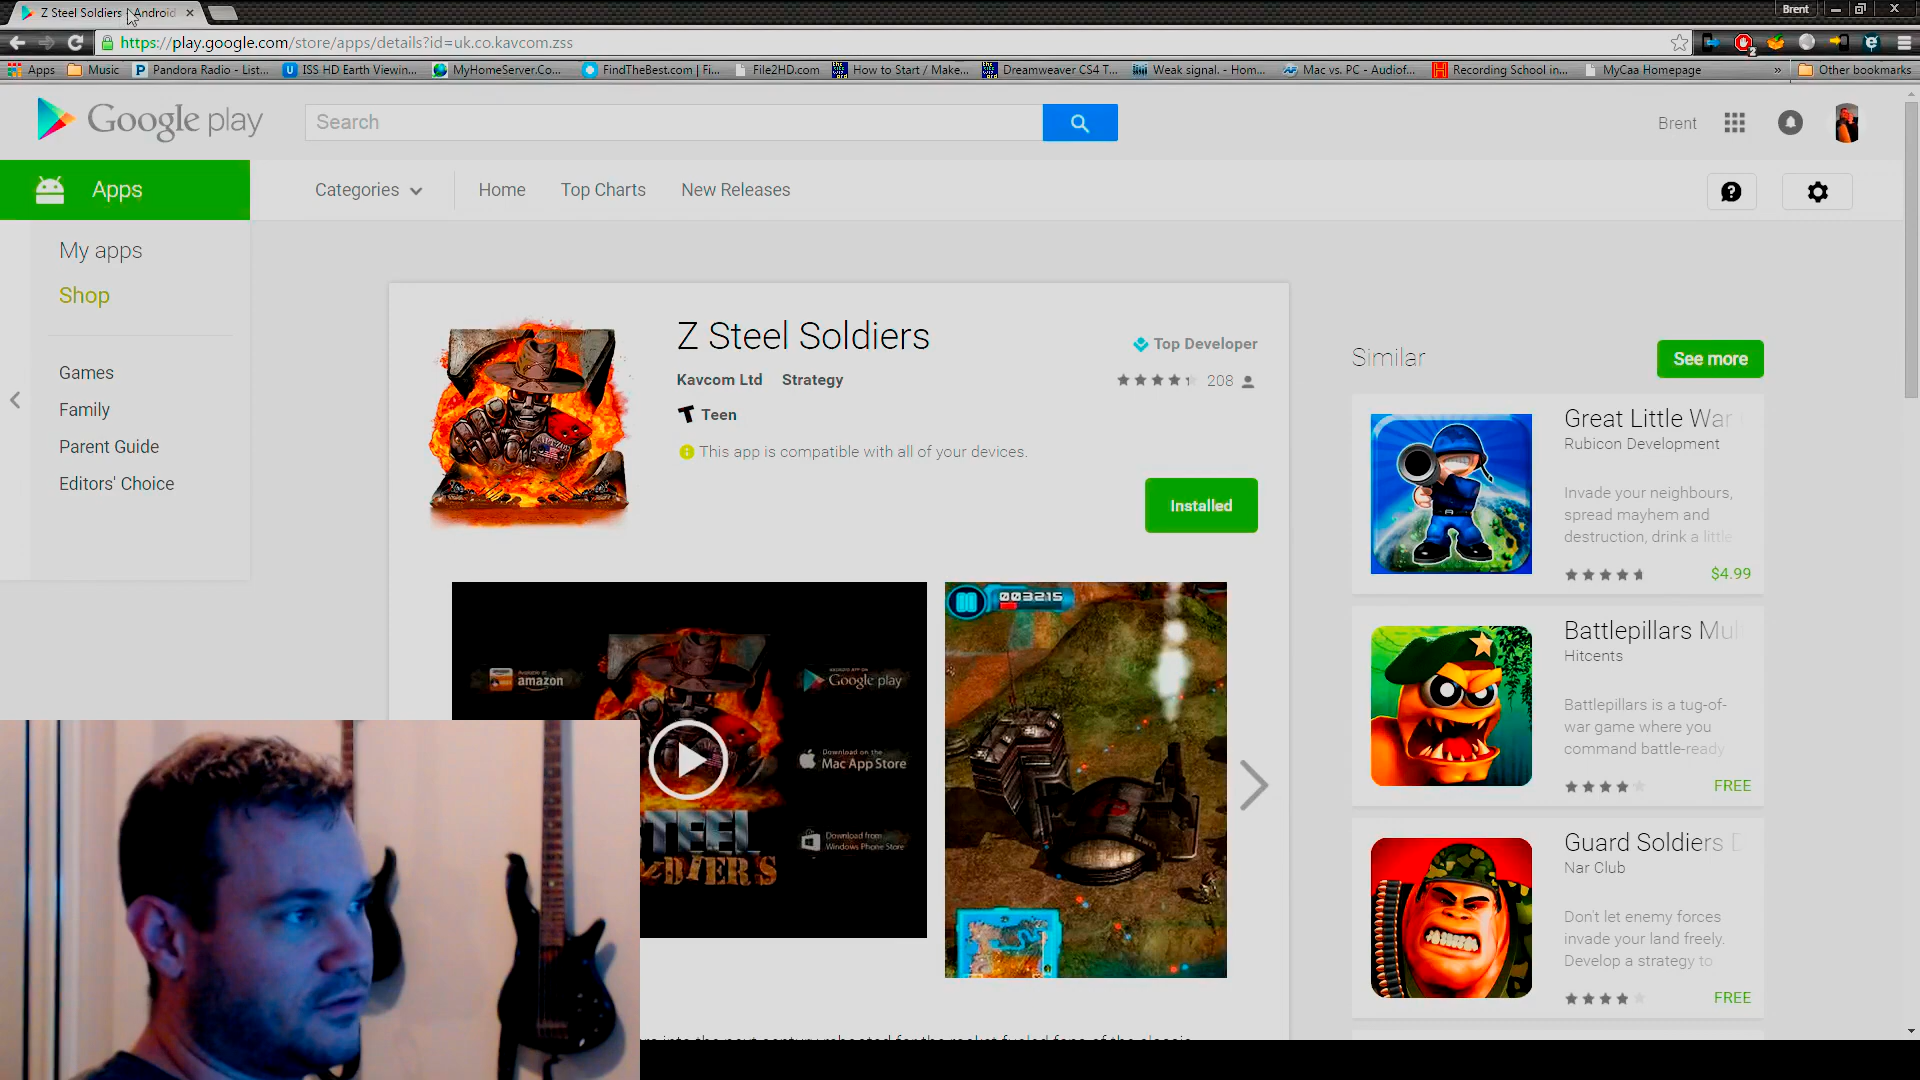 Z Steel Soldiers - Android
Brent
https://play.google.com/store/apps/details?id=uk.co.kavcom.zss
2
Apps
Music
Pandora Radio - List...
ISS HD Earth Viewin...
MyHomeServer.Co...
FindTheBest.com | Fi...
File2HD.com
How to Start / Make...
Dreamweaver CS4 T...
Weak signal. - Hom...
Mac vs. PC - Audiof...
Recording School in...
MyCaa Homepage
»
Other bookmarks
Google play
Search
Brent
Apps
Categories
Home
Top Charts
New Releases
My apps
Shop
Games
Family
Parent Guide
Editors' Choice
Z Steel Soldiers
Top Developer
Kavcom Ltd
Strategy
208
T Teen
This app is compatible with all of your devices.
Installed
amazon
Google play
Download on the
Mac App Store
Download from
Windows Phone Store
003215
Similar
See more
Great Little War
Rubicon Development
Invade your neighbours,
spread mayhem and
destruction, drink a little
$4.99
Battlepillars Mul
Hitcents
Battlepillars is a tug-of-
war game where you
command battle-ready
FREE
Guard Soldiers D
Nar Club
Don't let enemy forces
invade your land freely.
Develop a strategy to
FREE